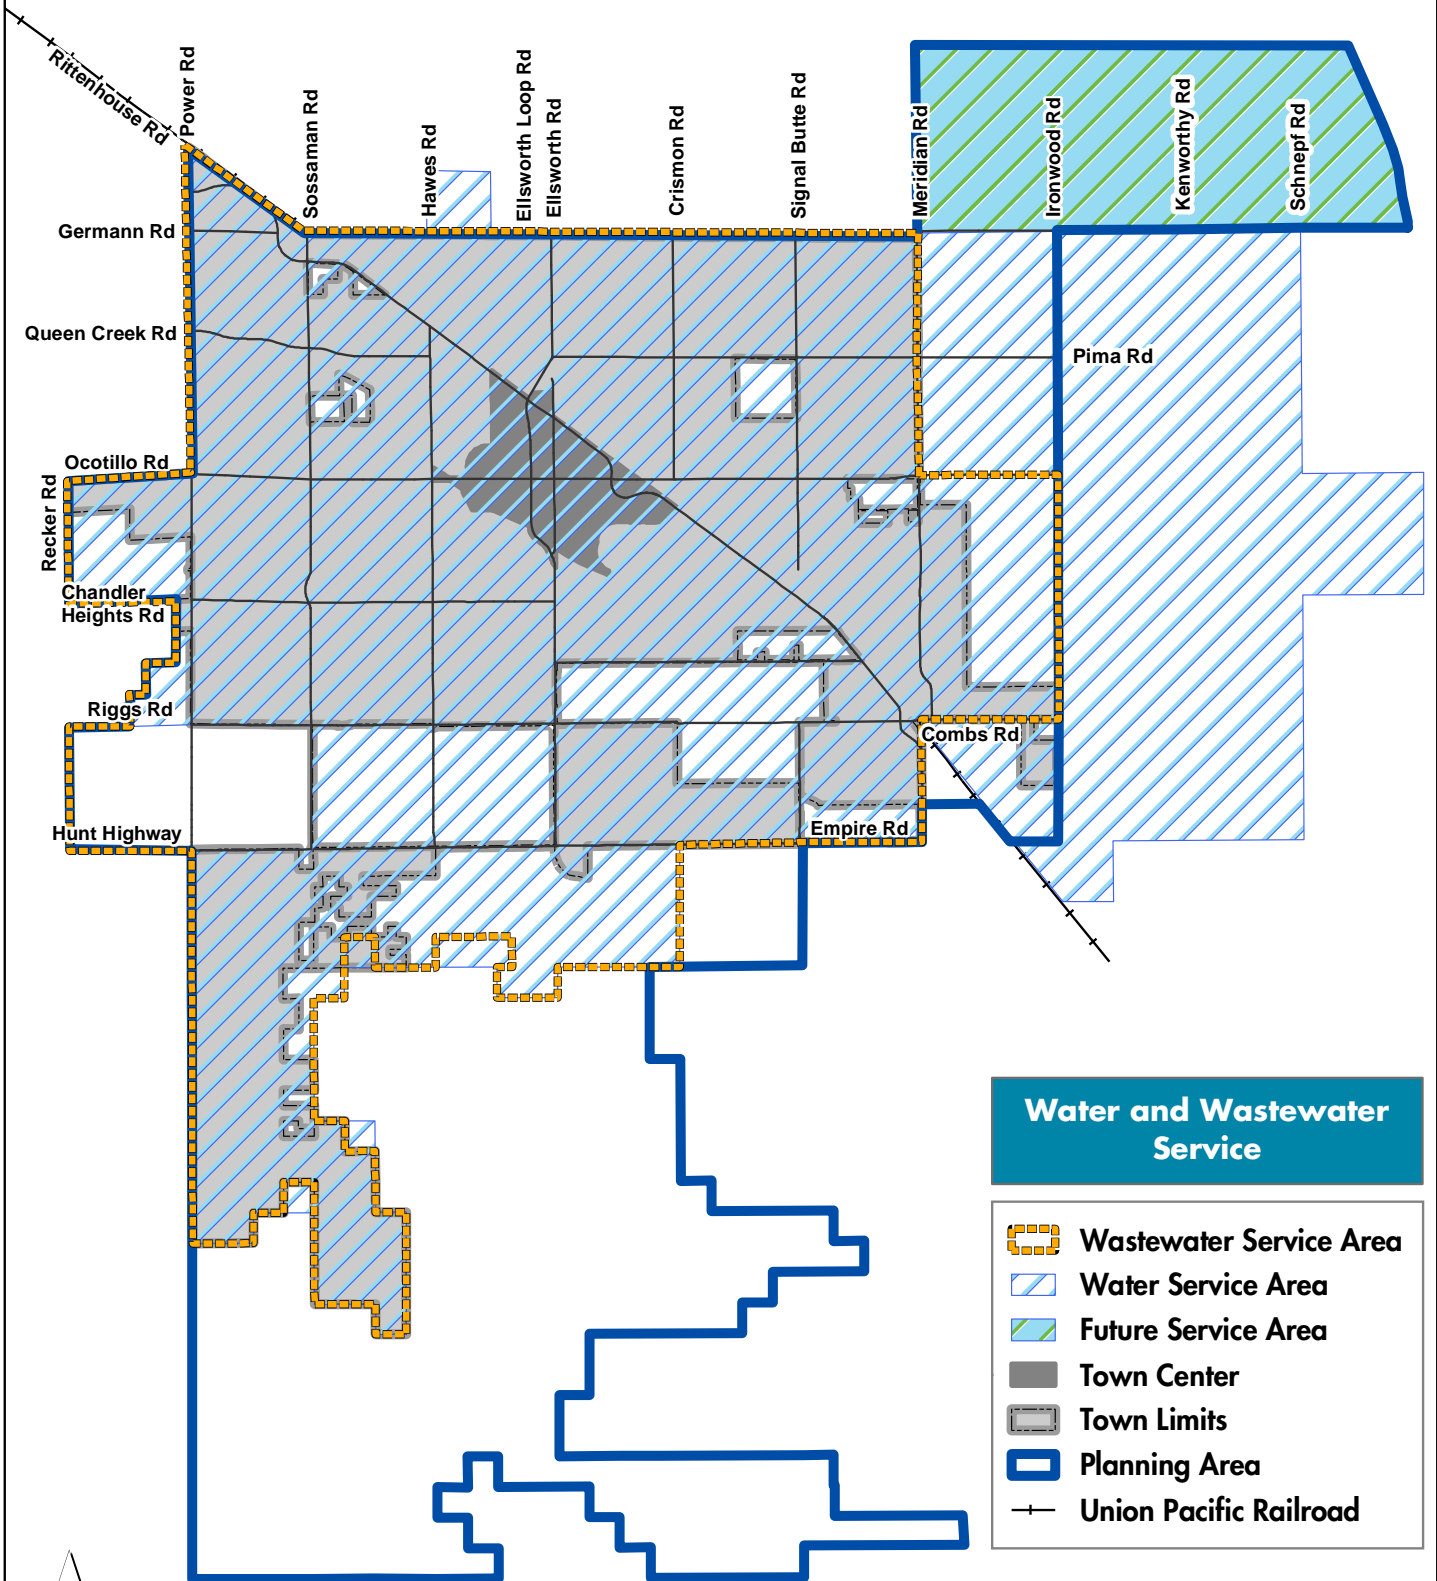 Rittenhouse Rd
Power Rd
Sossaman Rd
Hawes Rd
Ellsworth Loop Rd
Ellsworth Rd
Crismon Rd
Signal Butte Rd
Meridian Rd
Ironwood Rd
Kenworthy Rd
Schnepf Rd
Germann Rd
Queen Creek Rd
Pima Rd
Ocotillo Rd
Recker Rd
Chandler
Heights Rd
Riggs Rd
Combs Rd
Hunt Highway
Empire Rd
Water and Wastewater
Service
Wastewater Service Area
Water Service Area
Future Service Area
Town Center
Town Limits
Planning Area
Union Pacific Railroad